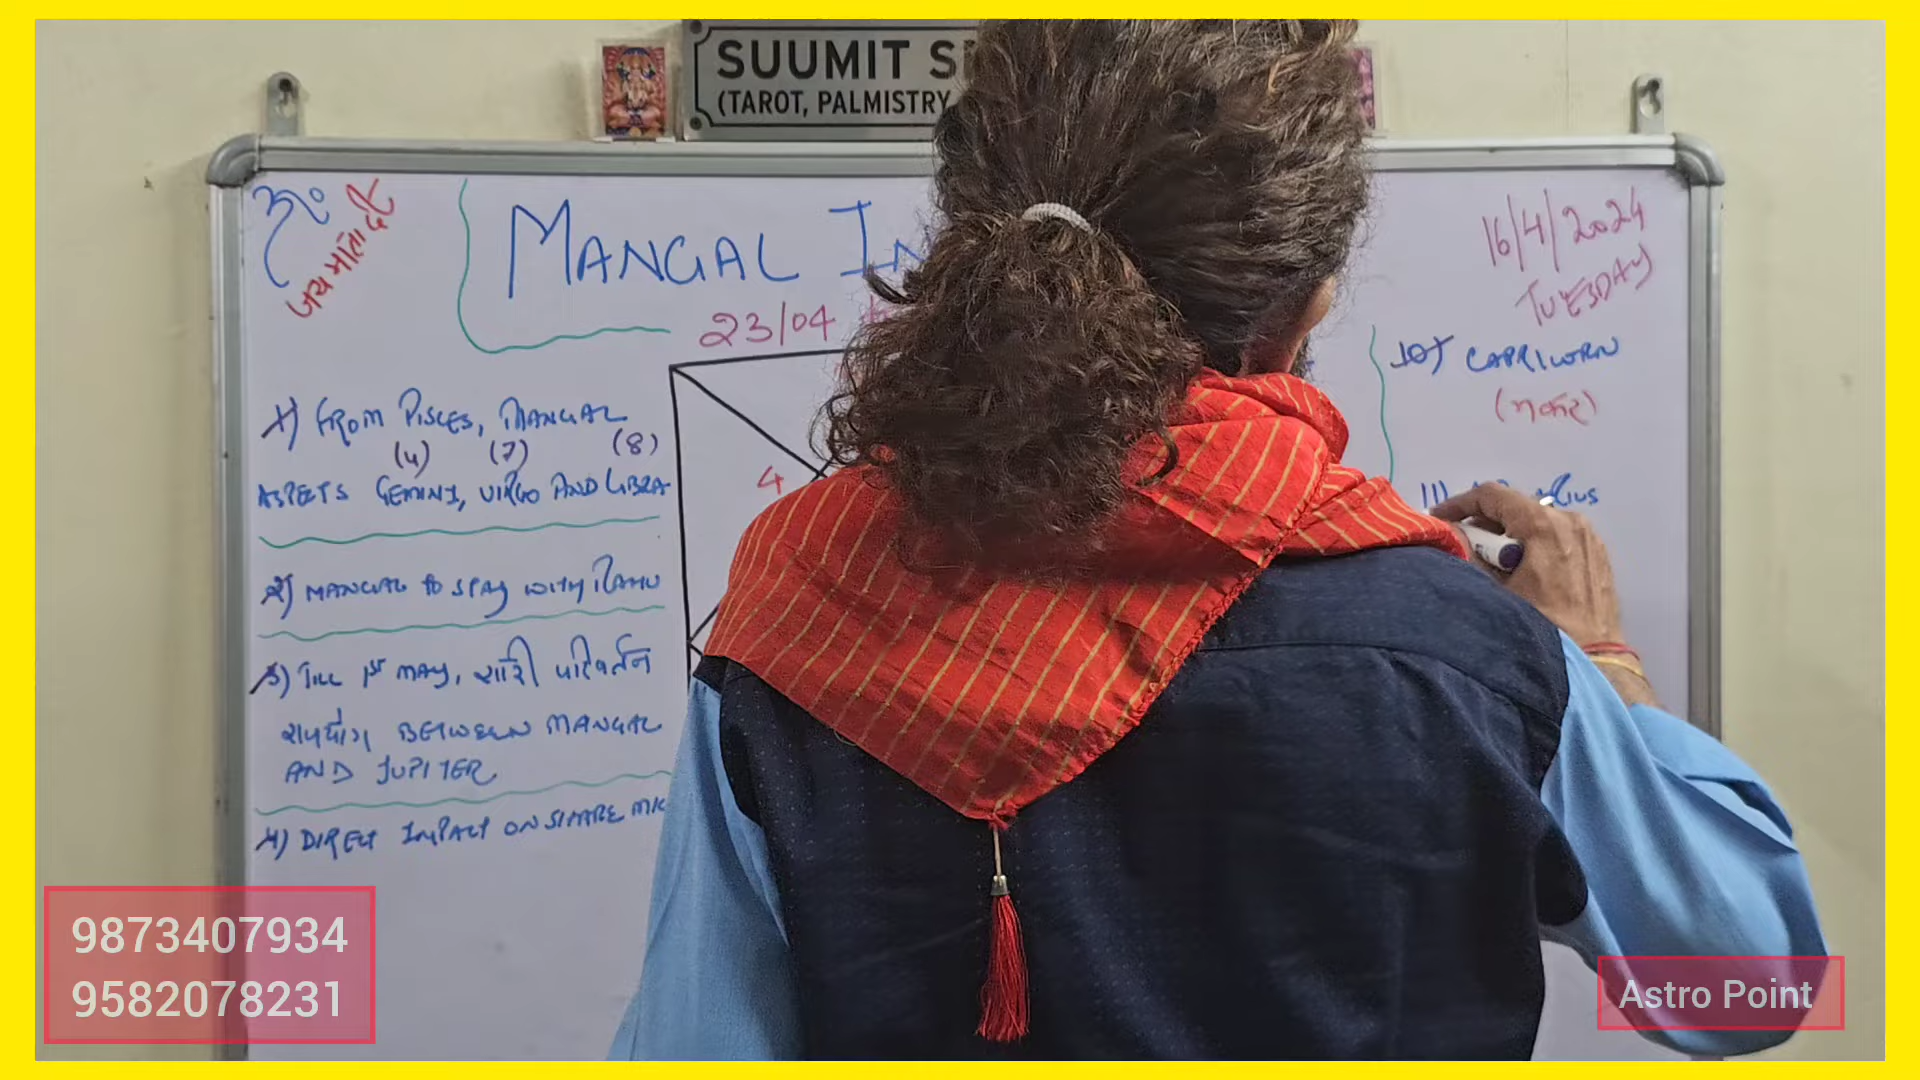 SUUMIT S
(TAROT, PALMISTRY,
ॐ
जय माता दी
MANGAL IN
23/04
16/4/2024
TUESDAY
1) FROM PISCES, MANGAL
(4) (7) (8)
ASPECTS GEMINI, VIRGO AND LIBRA
2) MANGAL TO STAY WITH RAHU
3) TILL 1ST MAY, राशि परिवर्तन
राजयोग BETWEEN MANGAL
AND JUPITER
4) DIRECT IMPACT ON SHARE MK
4
10) CAPRICORN
(मकर)
11)
9873407934
9582078231
Astro Point